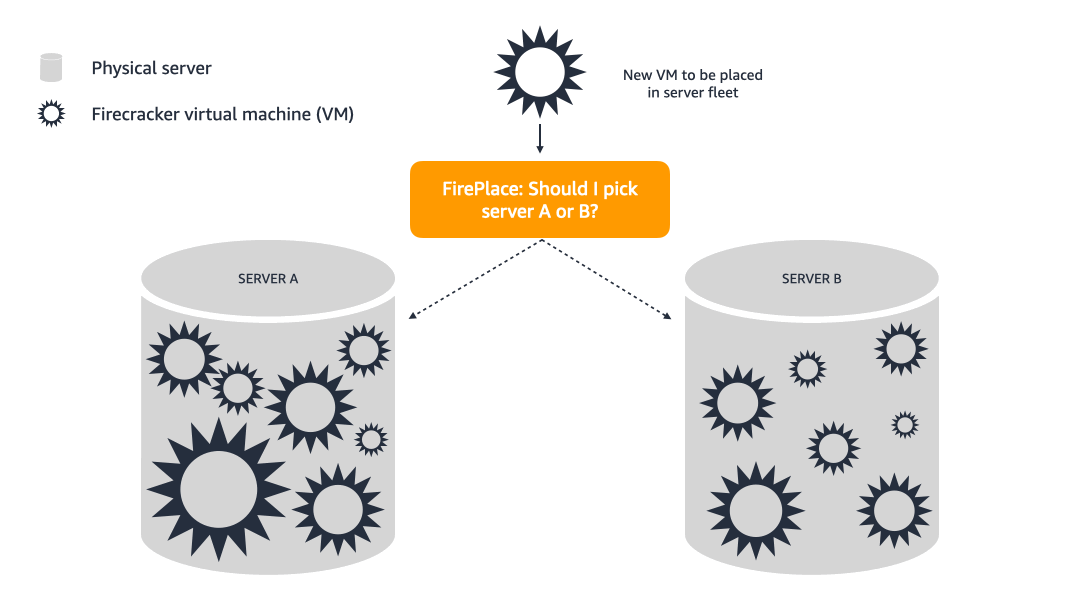 Physical server
Firecracker virtual machine (VM)
New VM to be placed
in server fleet
FirePlace: Should I pick
server A or B?
SERVER A
SERVER B